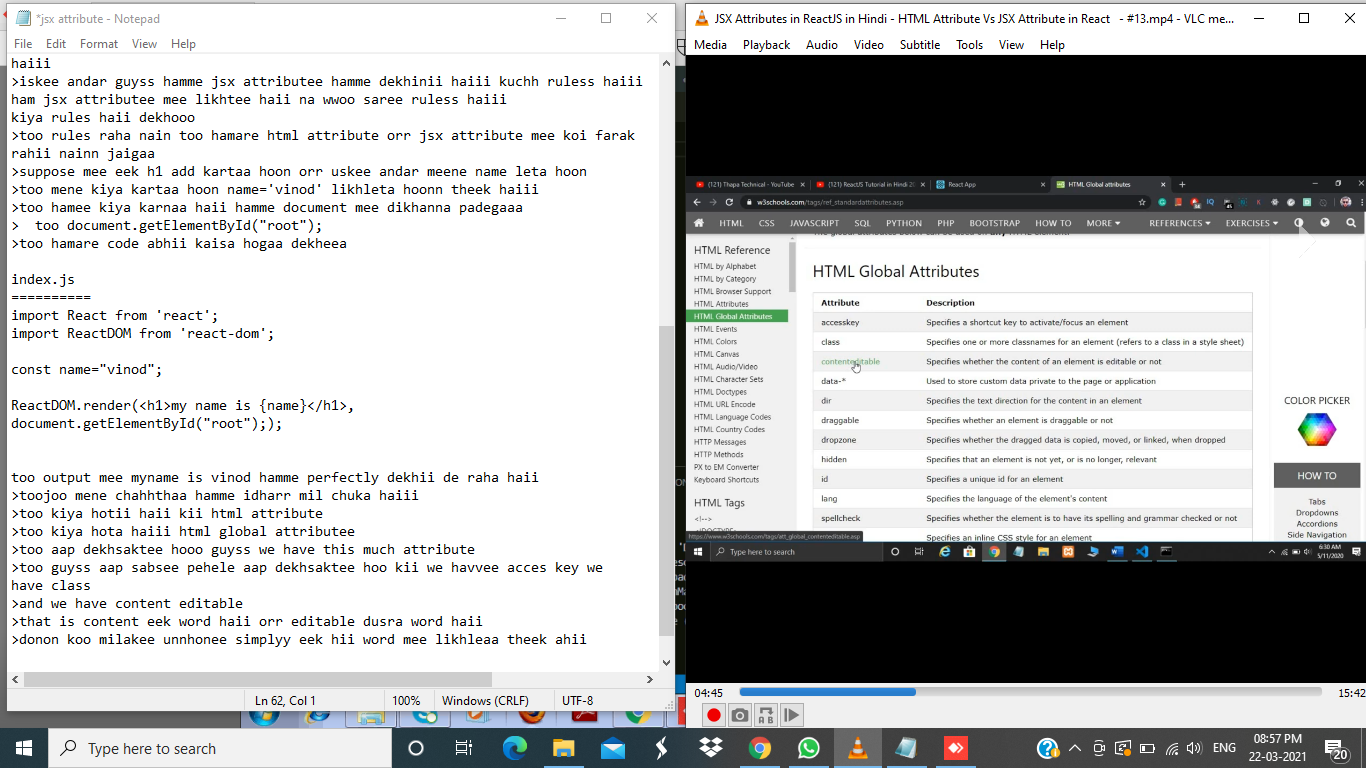 *jsx attribute - Notepad
File Edit Format View Help
haiii
>iskee andar guyss hamme jsx attributee hamme dekhinii haiii kuchh ruless haiii
ham jsx attributee mee likhtee haii na wwoo saree ruless haiii
kiya rules haii dekhooo
>too rules raha nain too hamare html attribute orr jsx attribute mee koi farak
rahii nainn jaigaa
>suppose mee eek h1 add kartaa hoon orr uskee andar meene name leta hoon
>too mene kiya kartaa hoon name='vinod' likhleta hoonn theek haiii
>too hamee kiya karnaa haii hamme document mee dikhanna padegaaa
>  too document.getElementById("root");
>too hamare code abhii kaisa hogaa dekheea
index.js
==========
import React from 'react';
import ReactDOM from 'react-dom';
const name="vinod";
ReactDOM.render(<h1>my name is {name}</h1>,
document.getElementById("root"););
too output mee myname is vinod hamme perfectly dekhii de raha haii
>toojoo mene chahhthaa hamme idharr mil chuka haiii
>too kiya hotii haii kii html attribute
>too kiya hota haiii html global attributee
>too aap dekhsaktee hooo guyss we have this much attribute
>too guyss aap sabsee pehele aap dekhsaktee hoo kii we havvee acces key we
have class
>and we have content editable
>that is content eek word haii orr editable dusra word haii
>donon koo milakee unnhonee simplyy eek hii word mee likhleaa theek ahii
Ln 62, Col 1 100% Windows (CRLF) UTF-8
JSX Attributes in ReactJS in Hindi - HTML Attribute Vs JSX Attribute in React - #13.mp4 - VLC me...
Media Playback Audio Video Subtitle Tools View Help
(121) Thapa Technical - YouTube (121) ReactJS Tutorial in Hindi 20 React App HTML Global attributes
w3schools.com/tags/ref_standardattributes.asp
HTML CSS JAVASCRIPT SQL PYTHON PHP BOOTSTRAP HOW TO MORE REFERENCES EXERCISES
HTML Reference
HTML by Alphabet
HTML by Category
HTML Browser Support
HTML Attributes
HTML Global Attributes
HTML Events
HTML Colors
HTML Canvas
HTML Audio/Video
HTML Character Sets
HTML Doctypes
HTML URL Encode
HTML Language Codes
HTML Country Codes
HTTP Messages
HTTP Methods
PX to EM Converter
Keyboard Shortcuts
HTML Tags
<!-->
HTML Global Attributes
Attribute Description
accesskey Specifies a shortcut key to activate/focus an element
class Specifies one or more classnames for an element (refers to a class in a style sheet)
contenteditable Specifies whether the content of an element is editable or not
data-* Used to store custom data private to the page or application
dir Specifies the text direction for the content in an element
draggable Specifies whether an element is draggable or not
dropzone Specifies whether the dragged data is copied, moved, or linked, when dropped
hidden Specifies that an element is not yet, or is no longer, relevant
id Specifies a unique id for an element
lang Specifies the language of the element's content
spellcheck Specifies whether the element is to have its spelling and grammar checked or not
Specifies an inline CSS style for an element
COLOR PICKER
HOW TO
Tabs
Dropdowns
Accordions
Side Navigation
https://www.w3schools.com/tags/att_global_contenteditable.asp
Type here to search
6:30 AM
5/11/2020
04:45 15:42
Type here to search
ENG
08:57 PM
22-03-2021
20